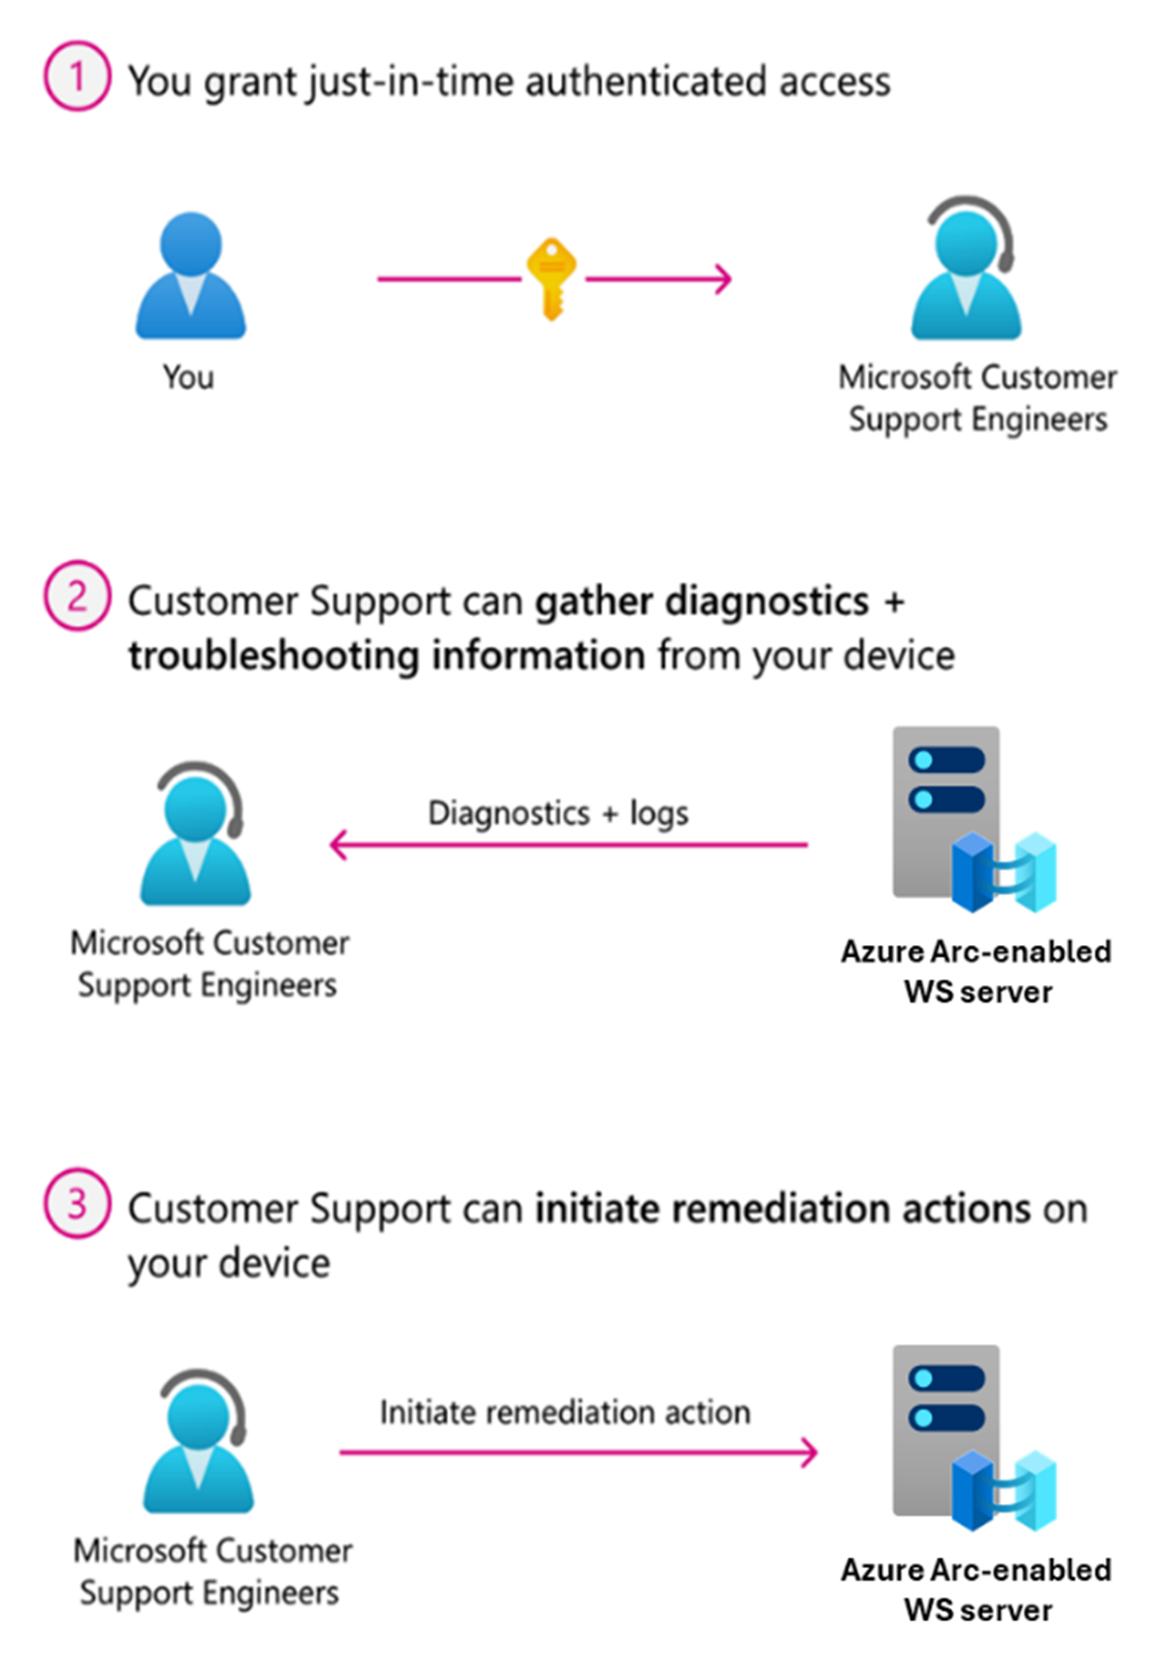 1
You grant just-in-time authenticated access
You
Microsoft Customer
Support Engineers
2
Customer Support can gather diagnostics +
troubleshooting information from your device
Diagnostics + logs
Microsoft Customer
Support Engineers
Azure Arc-enabled
WS server
3
Customer Support can initiate remediation actions on
your device
Initiate remediation action
Microsoft Customer
Support Engineers
Azure Arc-enabled
WS server